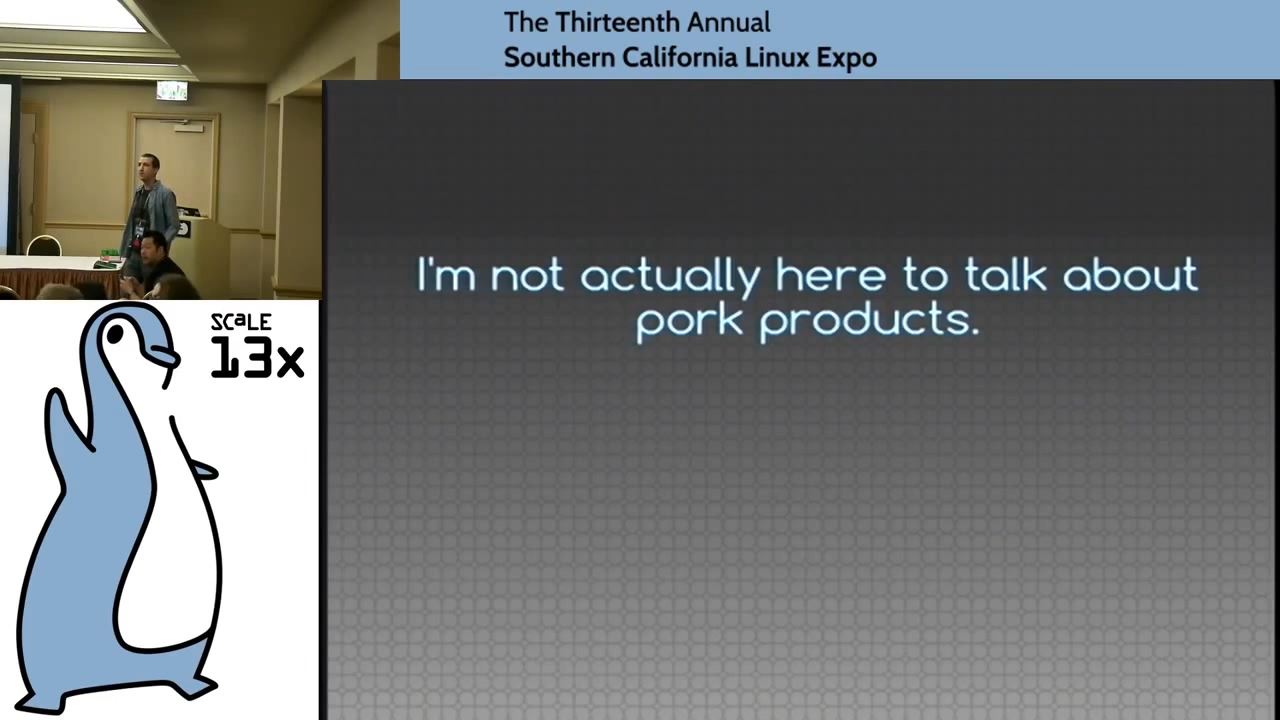 The Thirteenth Annual
Southern California Linux Expo
SCaLE
13x
I'm not actually here to talk about
pork products.